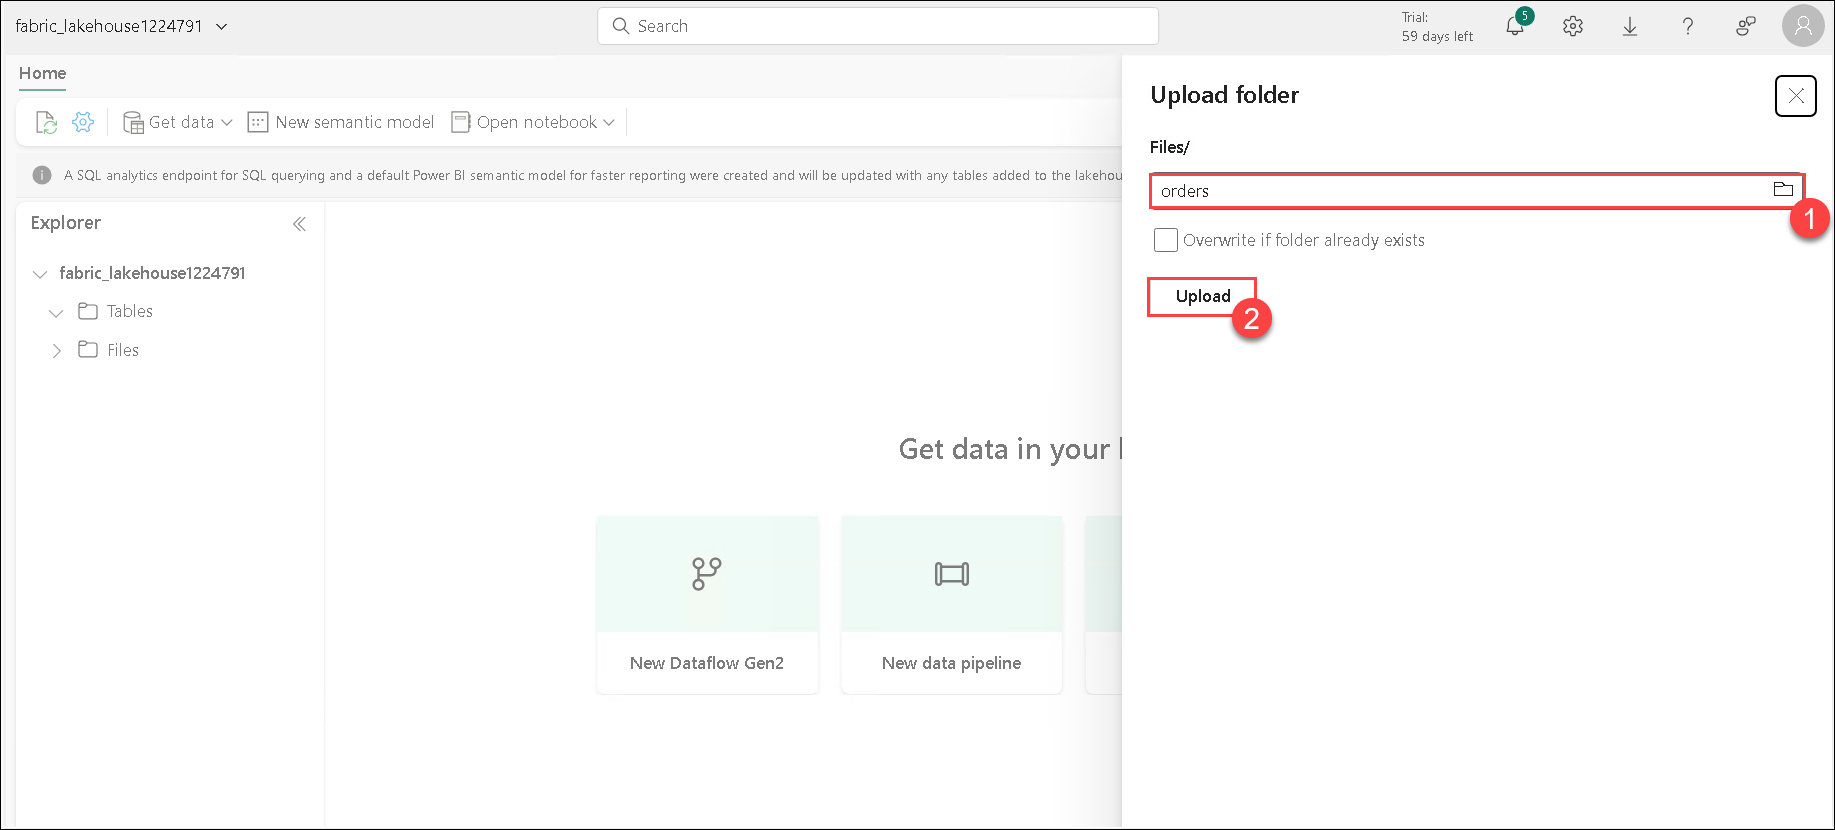 fabric_lakehouse1224791
Search
Trial:
59 days left
5
Home
Get data
New semantic model
Open notebook
A SQL analytics endpoint for SQL querying and a default Power BI semantic model for faster reporting were created and will be updated with any tables added to the lakehou
Explorer
fabric_lakehouse1224791
Tables
Files
Get data in your
New Dataflow Gen2
New data pipeline
Upload folder
Files/
orders
1
Overwrite if folder already exists
Upload
2